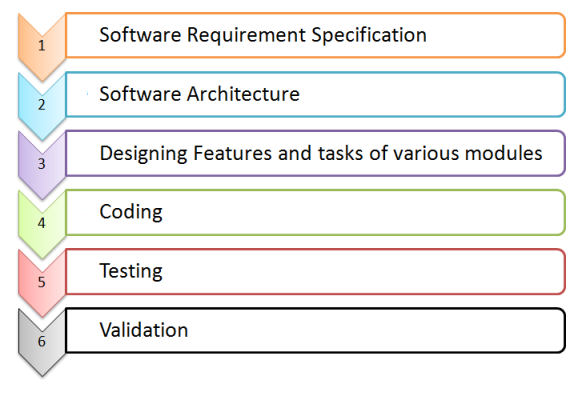 1
Software Requirement Specification
2
Software Architecture
3
Designing Features and tasks of various modules
4
Coding
5
Testing
6
Validation